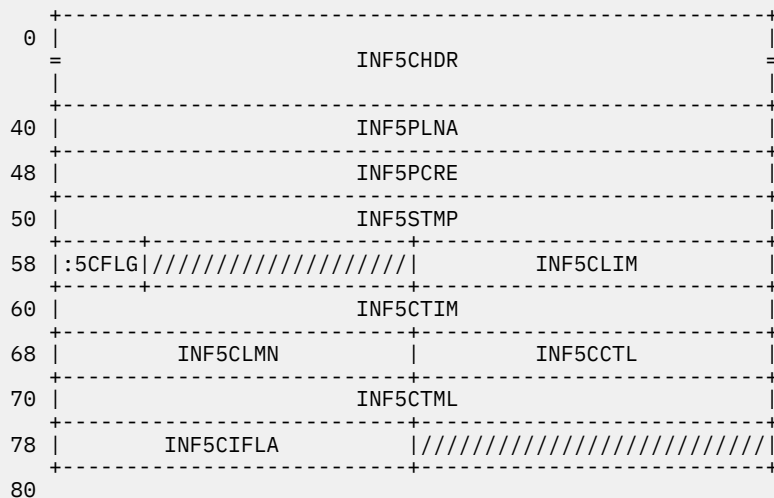 0
INF5CHDR
40 INF5PLNA
48 INF5PCRE
50 INF5STMP
58 |:5CFLG|/////////////////////| INF5CLIM
60 INF5CTIM
68 INF5CLMN | INF5CCTL
70 INF5CTML
78 INF5CIFLA |///////////////////////////|
80